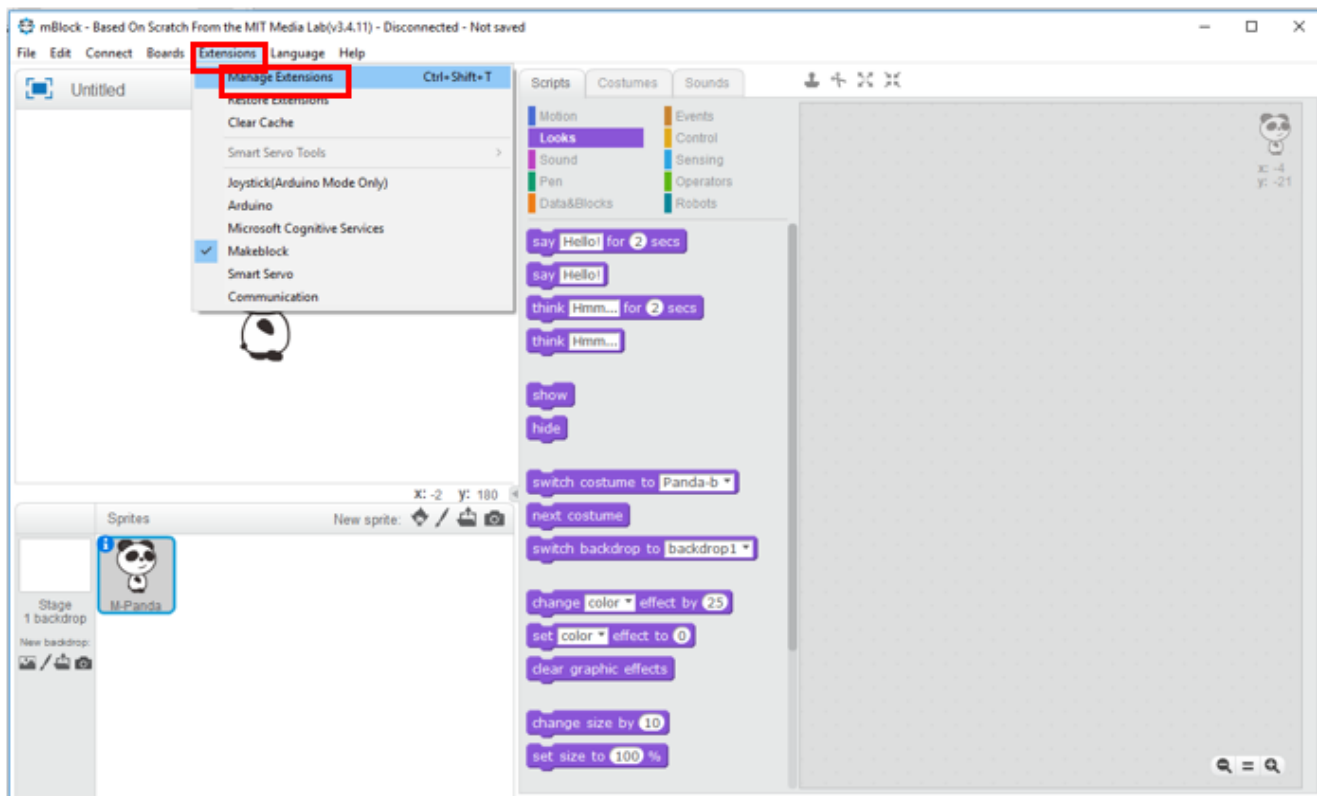 mBlock - Based On Scratch From the MIT Media Lab(v3.4.11) - Disconnected - Not saved
File Edit Connect Boards Extensions Language Help
Untitled
Manage Extensions Ctrl+Shift+T
Restore Extensions
Clear Cache
Smart Servo Tools
Joystick(Arduino Mode Only)
Arduino
Microsoft Cognitive Services
Makeblock
Smart Servo
Communication
x: -2 y: 180
Sprites New sprite:
M-Panda
Stage
1 backdrop
New backdrop:
Scripts Costumes Sounds
Motion Events
Looks Control
Sound Sensing
Pen Operators
Data&Blocks Robots
say Hello! for 2 secs
say Hello!
think Hmm... for 2 secs
think Hmm...
show
hide
switch costume to Panda-b
next costume
switch backdrop to backdrop1
change color effect by 25
set color effect to 0
clear graphic effects
change size by 10
set size to 100 %
x: -4
y: -21